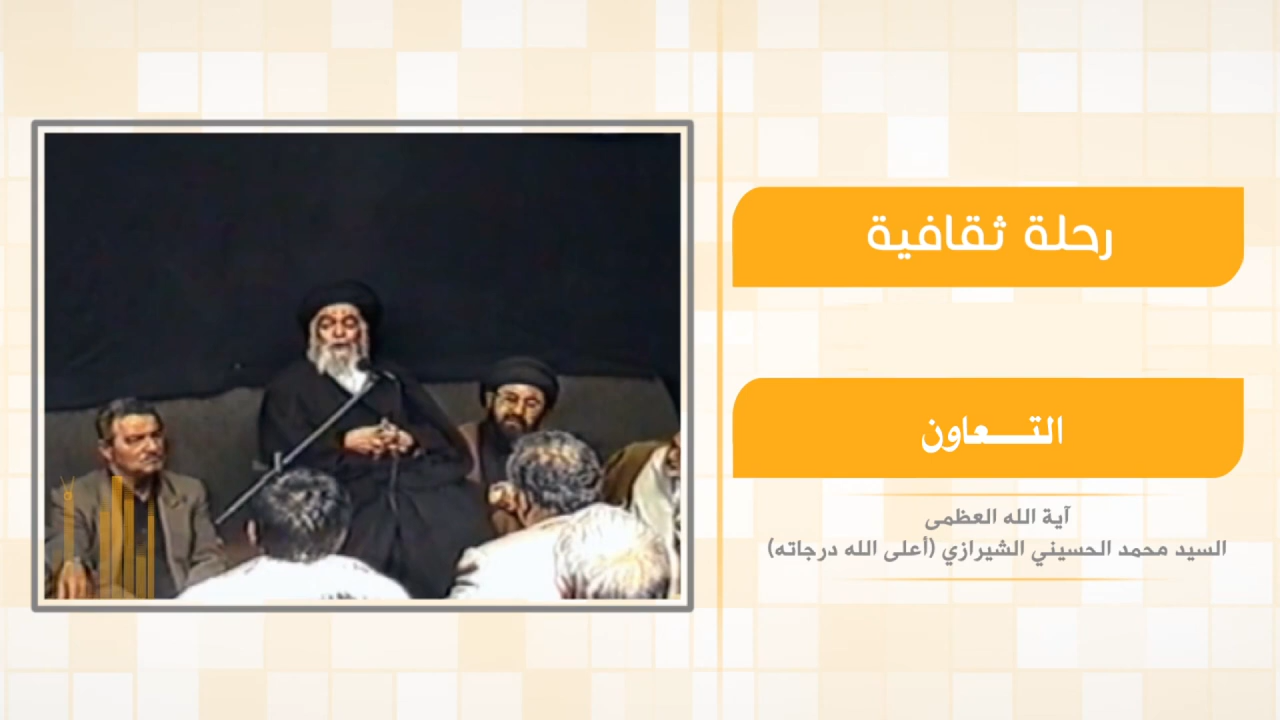 رحلة ثقافية
التـــعاون
آية الله العظمى
السيد محمد الحسيني الشيرازي (أعلى الله درجاته)